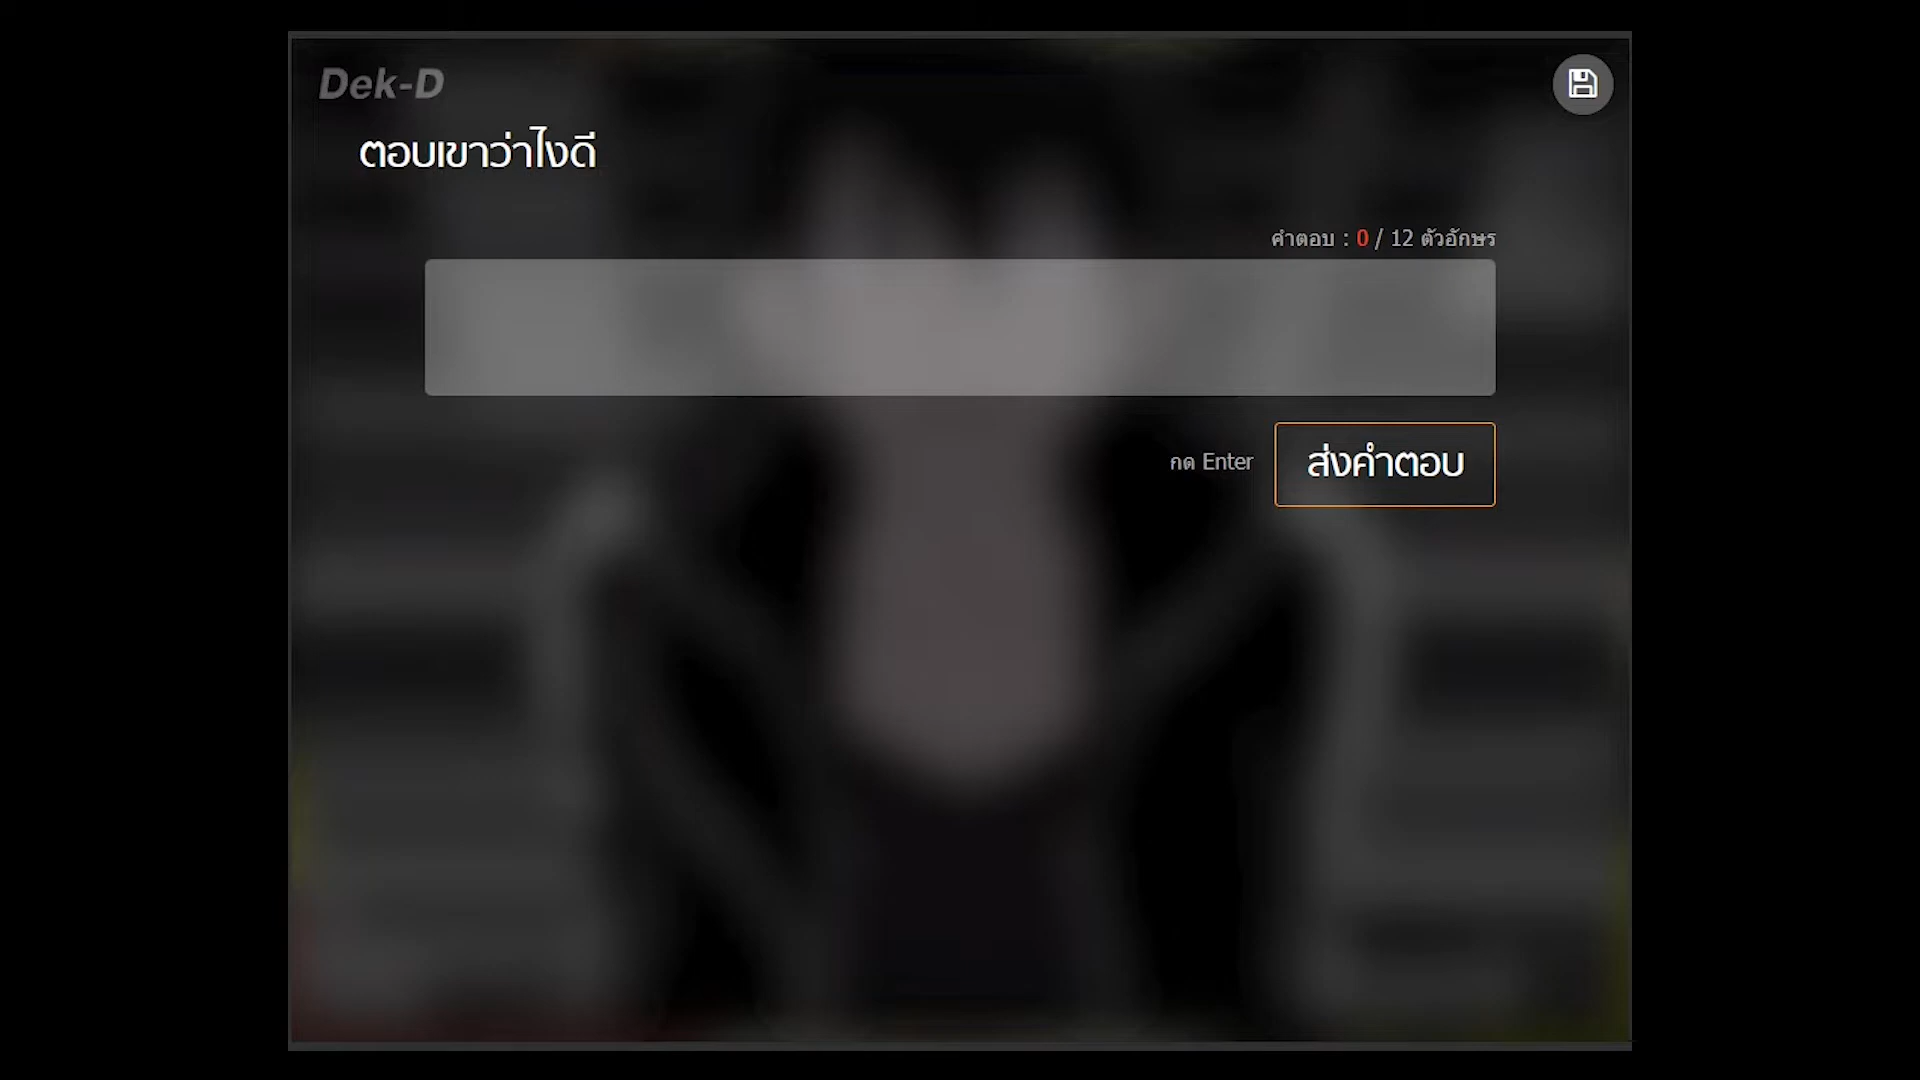 Dek-D
ตอบเขาว่าไงดี
คำตอบ : 0 / 12 ตัวอักษร
กด Enter
ส่งคำตอบ